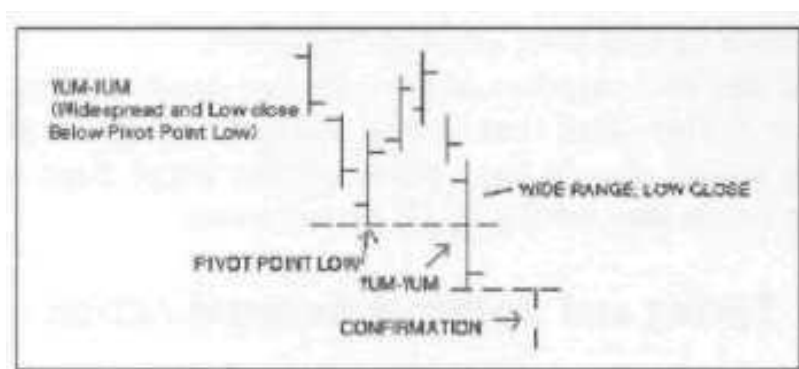 YUM-YUM
(Widespread and Low close
Below Pivot Point Low)
WIDE RANGE, LOW CLOSE
PIVOT POINT LOW
YUM-YUM
CONFIRMATION